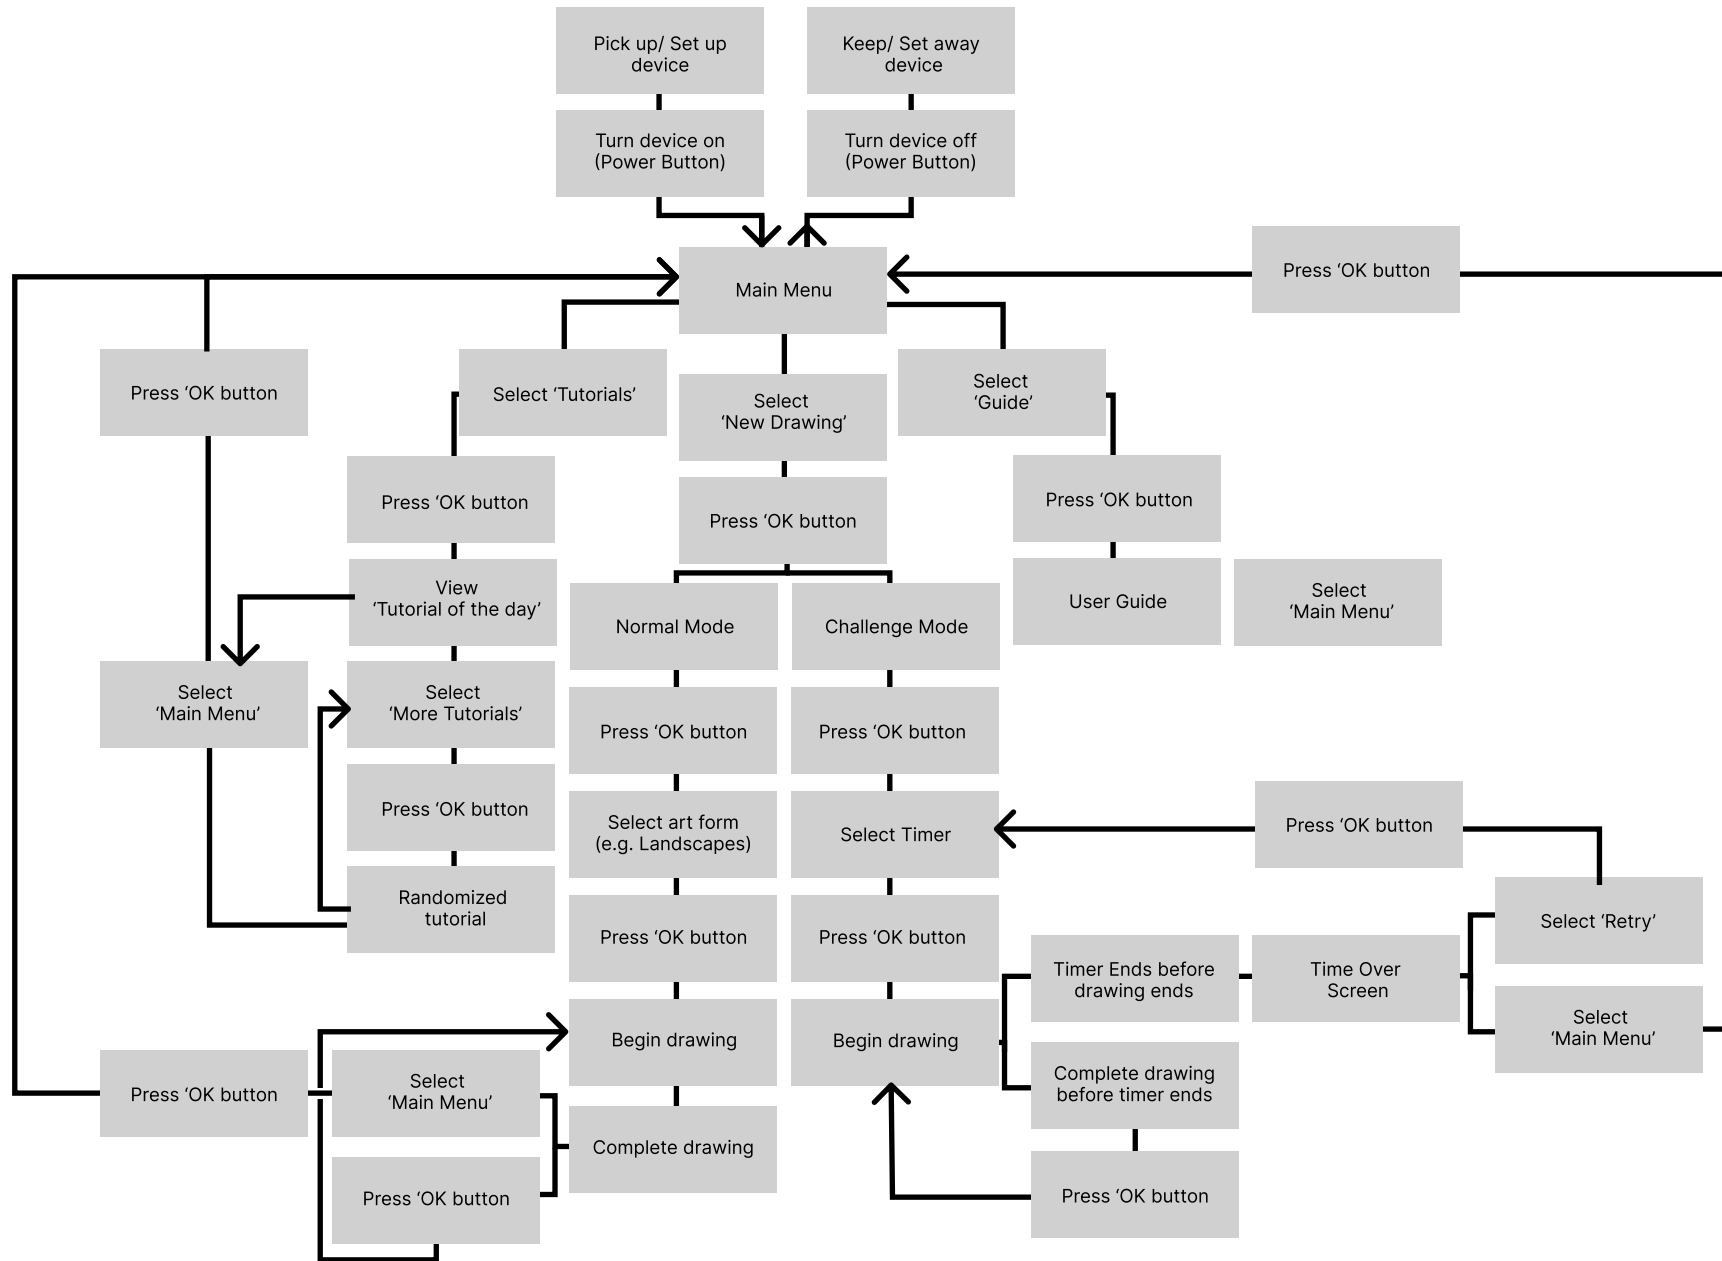 Pick up/ Set up
device
Keep/ Set away
device
Turn device on
(Power Button)
Turn device off
(Power Button)
Press ‘OK button
Main Menu
Press ‘OK button
Select ‘Tutorials’
Select
‘New Drawing’
Select
‘Guide’
Press ‘OK button
Press ‘OK button
Press ‘OK button
View
‘Tutorial of the day’
Normal Mode
Challenge Mode
User Guide
Select
‘Main Menu’
Select
‘Main Menu’
Select
‘More Tutorials’
Press ‘OK button
Press ‘OK button
Press ‘OK button
Select art form
(e.g. Landscapes)
Select Timer
Press ‘OK button
Randomized
tutorial
Press ‘OK button
Press ‘OK button
Select ‘Retry’
Timer Ends before
drawing ends
Time Over
Screen
Begin drawing
Begin drawing
Select
‘Main Menu’
Press ‘OK button
Select
‘Main Menu’
Complete drawing
before timer ends
Complete drawing
Press ‘OK button
Press ‘OK button